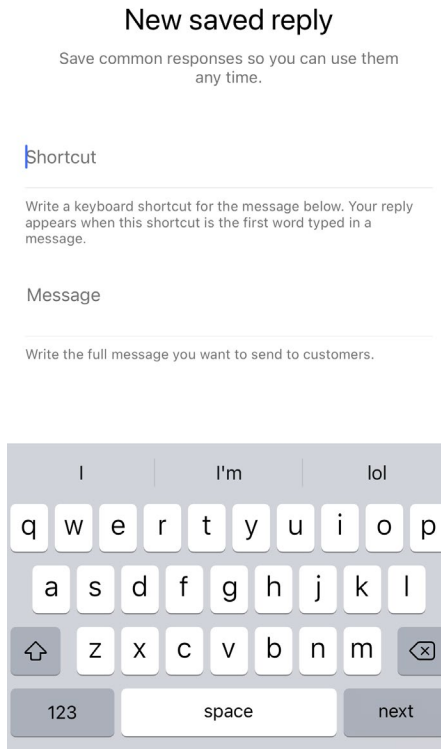 New saved reply
Save common responses so you can use them
any time.
Shortcut
Write a keyboard shortcut for the message below. Your reply
appears when this shortcut is the first word typed in a
message.
Message
Write the full message you want to send to customers.
I I'm lol
q w e r t y u i o p
a s d f g h j k l
z x c v b n m
123 space next